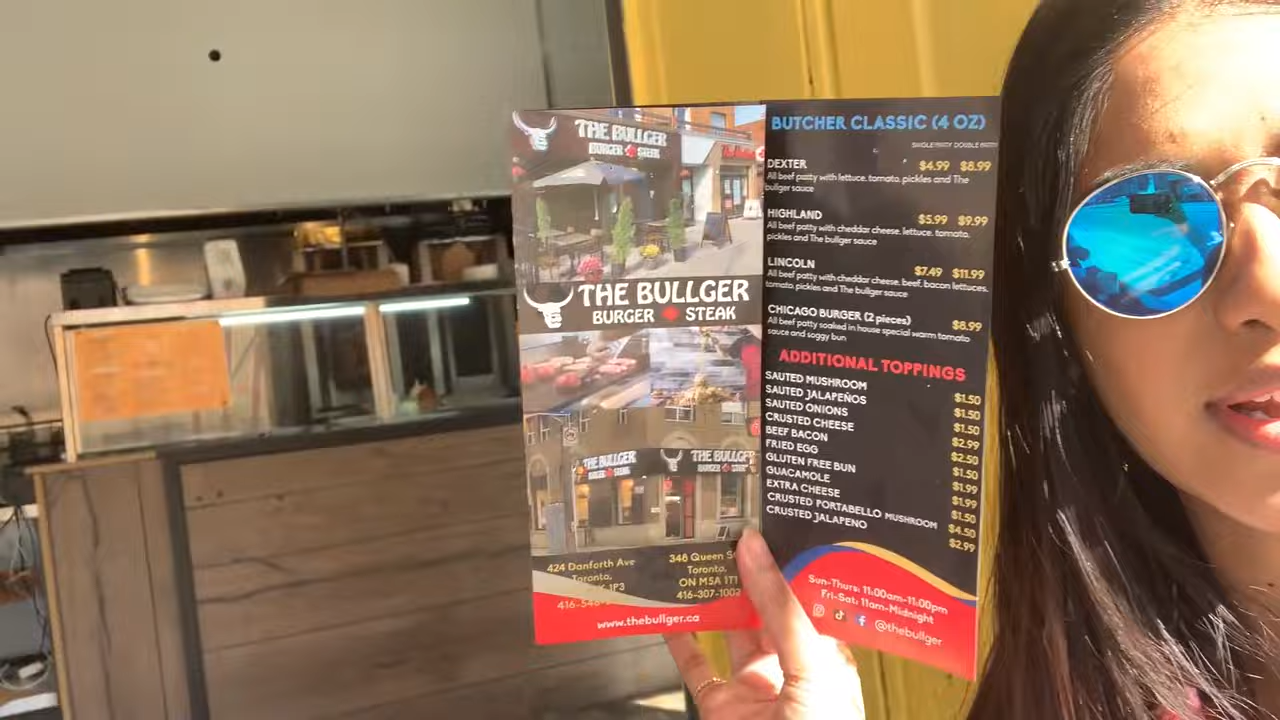 THE BULLGER
BURGER STEAK
THE BULLGER
BURGER STEAK
THE BULLGER
BURGER STEAK
THE BULLGER
BURGER STEAK
424 Danforth Ave
Toronto,
1P3
416-546-
348 Queen
Toronto,
ON M5A 1T1
416-307-1002
www.thebullger.ca
BUTCHER CLASSIC (4 OZ)
SINGLE PATTY DOUBLE PATTY
DEXTER $4.99 $8.99
All beef patty with lettuce, tomato, pickles and The
bullger sauce
HIGHLAND $5.99 $9.99
All beef patty with cheddar cheese, lettuce, tomato,
pickles and The bullger sauce
LINCOLN $7.49 $11.99
All beef patty with cheddar cheese, beef, bacon lettuces,
tomato, pickles and The bullger sauce
CHICAGO BURGER (2 pieces) $8.99
All beef patty soaked in house special warm tomato
sauce and soggy bun
ADDITIONAL TOPPINGS
SAUTED MUSHROOM $1.50
SAUTED JALAPEÑOS $1.50
SAUTED ONIONS $1.50
CRUSTED CHEESE $2.99
BEEF BACON $2.50
FRIED EGG $1.50
GLUTEN FREE BUN $1.99
GUACAMOLE $1.99
EXTRA CHEESE $1.50
CRUSTED PORTABELLO MUSHROOM $4.50
CRUSTED JALAPENO $2.99
Sun-Thurs: 11:00am-11:00pm
Fri-Sat: 11am-Midnight
@thebullger